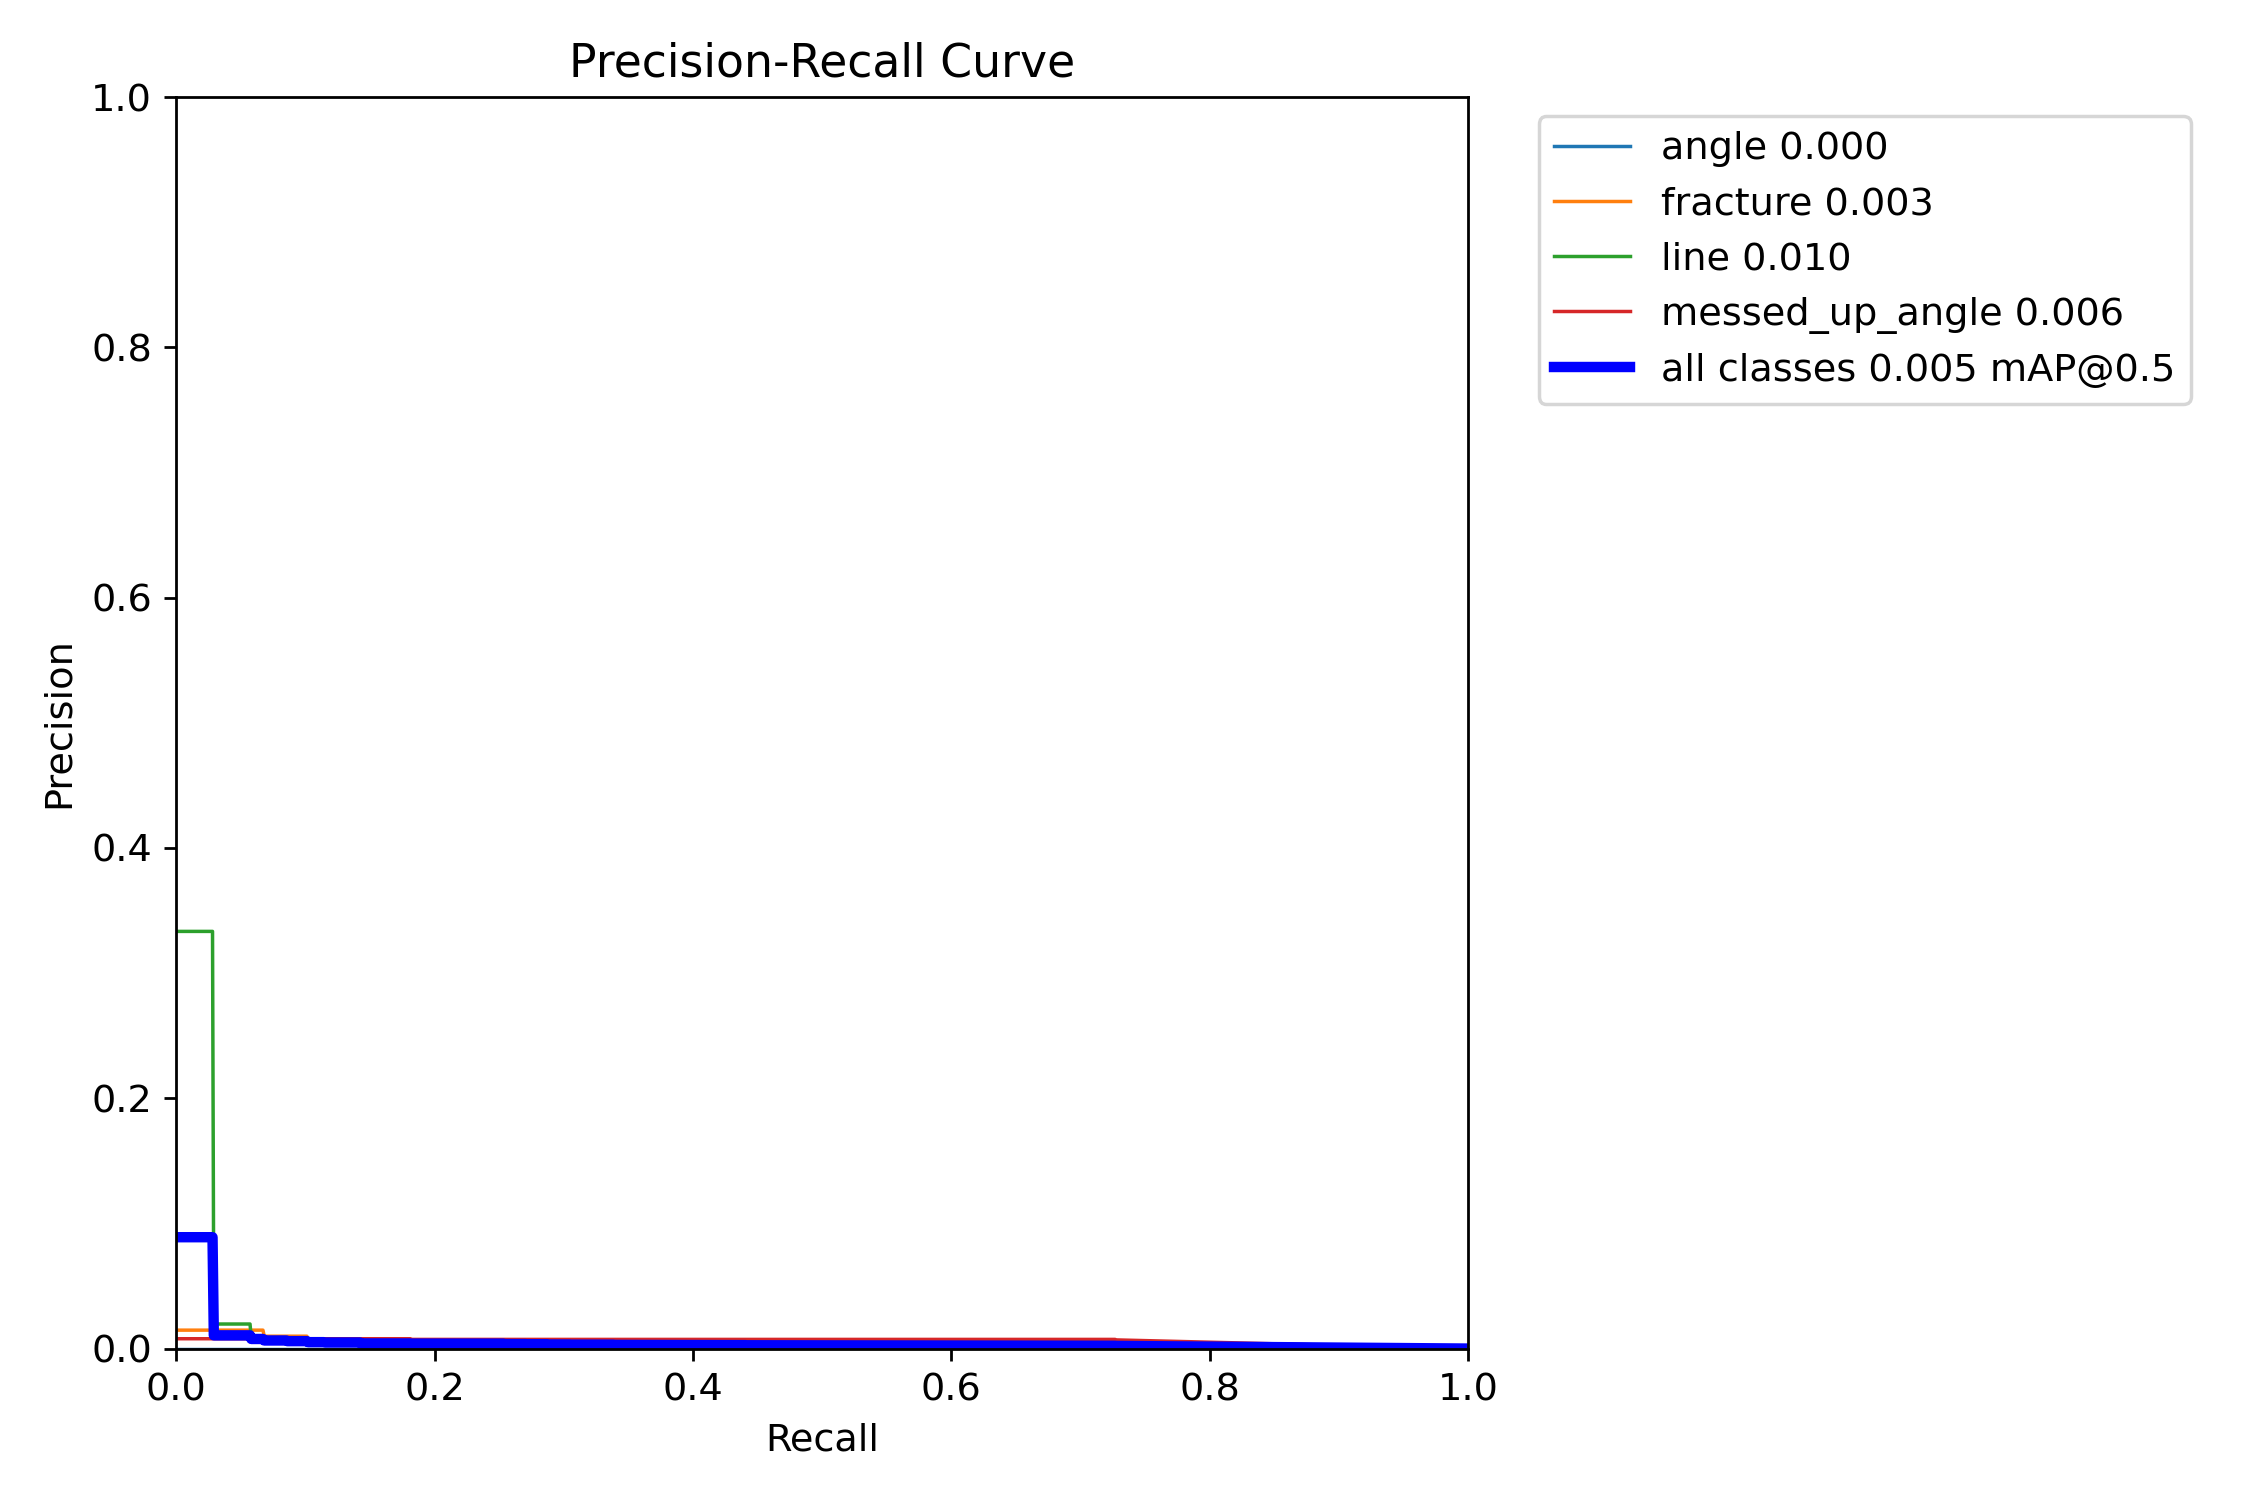 Precision-Recall Curve
1.0
0.8
0.6
0.4
0.2
0.0
Precision
0.0 0.2 0.4 0.6 0.8 1.0
Recall
angle 0.000
fracture 0.003
line 0.010
messed_up_angle 0.006
all classes 0.005 mAP@0.5